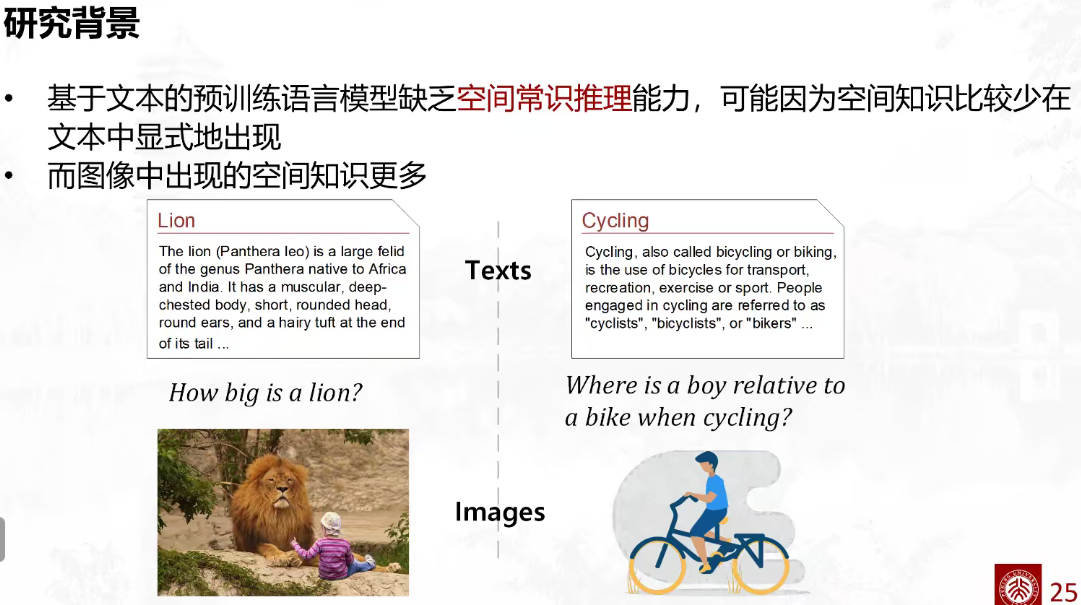 研究背景
• 基于文本的预训练语言模型缺乏空间常识推理能力，可能因为空间知识比较少在
文本中显式地出现
• 而图像中出现的空间知识更多
Lion
The lion (Panthera leo) is a large felid
of the genus Panthera native to Africa
and India. It has a muscular, deep-
chested body, short, rounded head,
round ears, and a hairy tuft at the end
of its tail ...
Texts
Cycling
Cycling, also called bicycling or biking,
is the use of bicycles for transport,
recreation, exercise or sport. People
engaged in cycling are referred to as
"cyclists", "bicyclists", or "bikers" ...
How big is a lion?
Where is a boy relative to
a bike when cycling?
Images
25